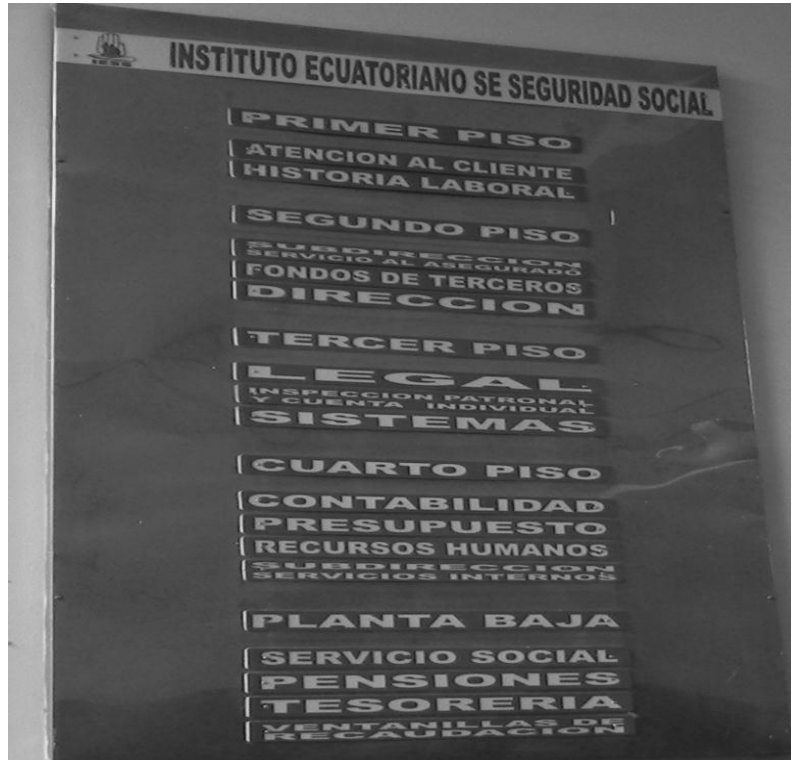 IESS
INSTITUTO ECUATORIANO SE SEGURIDAD SOCIAL
PRIMER PISO
ATENCION AL CLIENTE
HISTORIA LABORAL
SEGUNDO PISO
SUBDIRECCION
SERVICIO AL ASEGURADO
FONDOS DE TERCEROS
DIRECCION
TERCER PISO
LEGAL
INSPECCION PATRONAL
Y CUENTA INDIVIDUAL
SISTEMAS
CUARTO PISO
CONTABILIDAD
PRESUPUESTO
RECURSOS HUMANOS
SUBDIRECCION
SERVICIOS INTERNOS
PLANTA BAJA
SERVICIO SOCIAL
PENSIONES
TESORERIA
VENTANILLAS DE
RECAUDACION